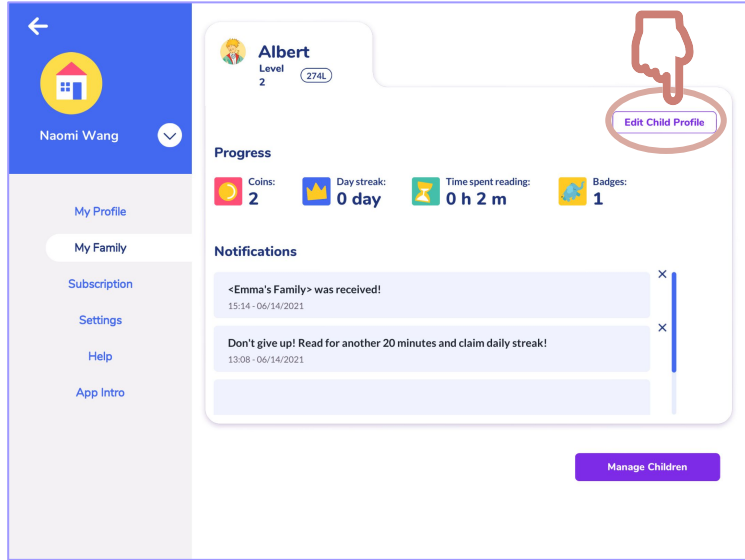 Naomi Wang
My Profile
My Family
Subscription
Settings
Help
App Intro
Albert
Level
2
274L
Edit Child Profile
Progress
Coins:
2
Day streak:
0 day
Time spent reading:
0 h 2 m
Badges:
1
Notifications
<Emma's Family> was received!
15:14 - 06/14/2021
Don't give up! Read for another 20 minutes and claim daily streak!
13:08 - 06/14/2021
Manage Children